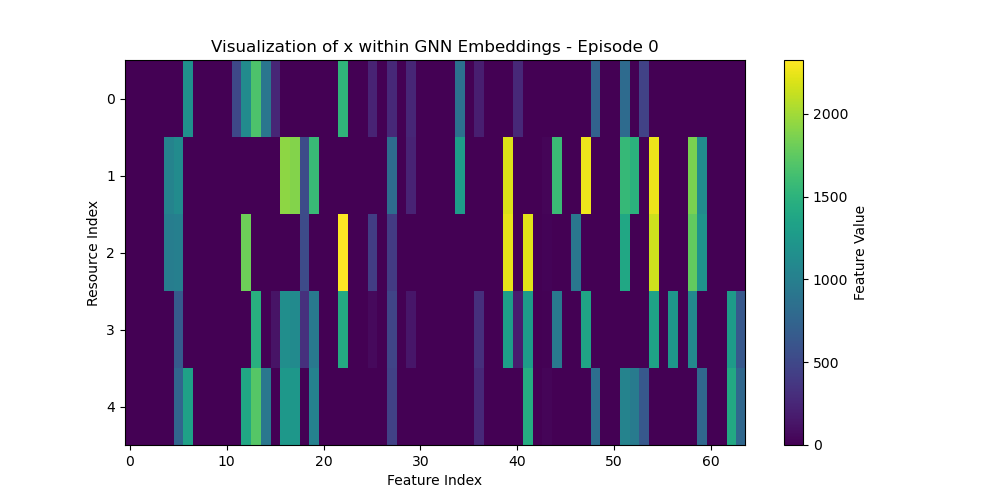 Visualization of x within GNN Embeddings - Episode 0
Resource Index
0
1
2
3
4
0 10 20 30 40 50 60
Feature Index
2000
1500
1000
500
0
Feature Value